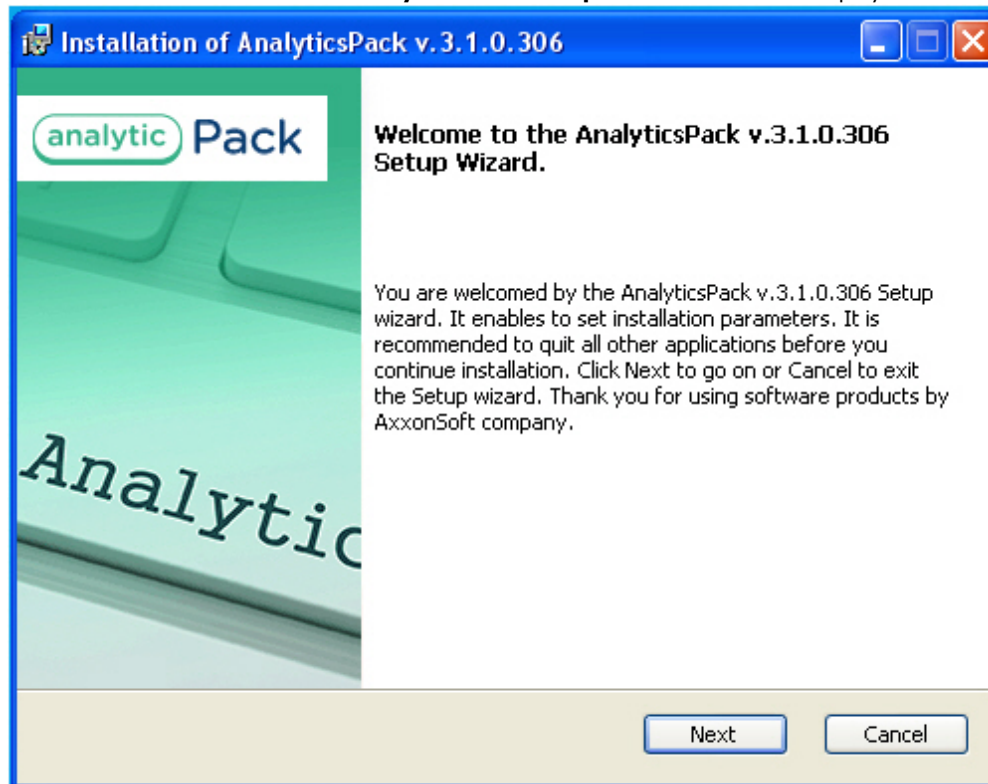 Installation of AnalyticsPack v.3.1.0.306
analytic Pack
Welcome to the AnalyticsPack v.3.1.0.306
Setup Wizard.
You are welcomed by the AnalyticsPack v.3.1.0.306 Setup
wizard. It enables to set installation parameters. It is
recommended to quit all other applications before you
continue installation. Click Next to go on or Cancel to exit
the Setup wizard. Thank you for using software products by
AxxonSoft company.
Analytic
Next
Cancel